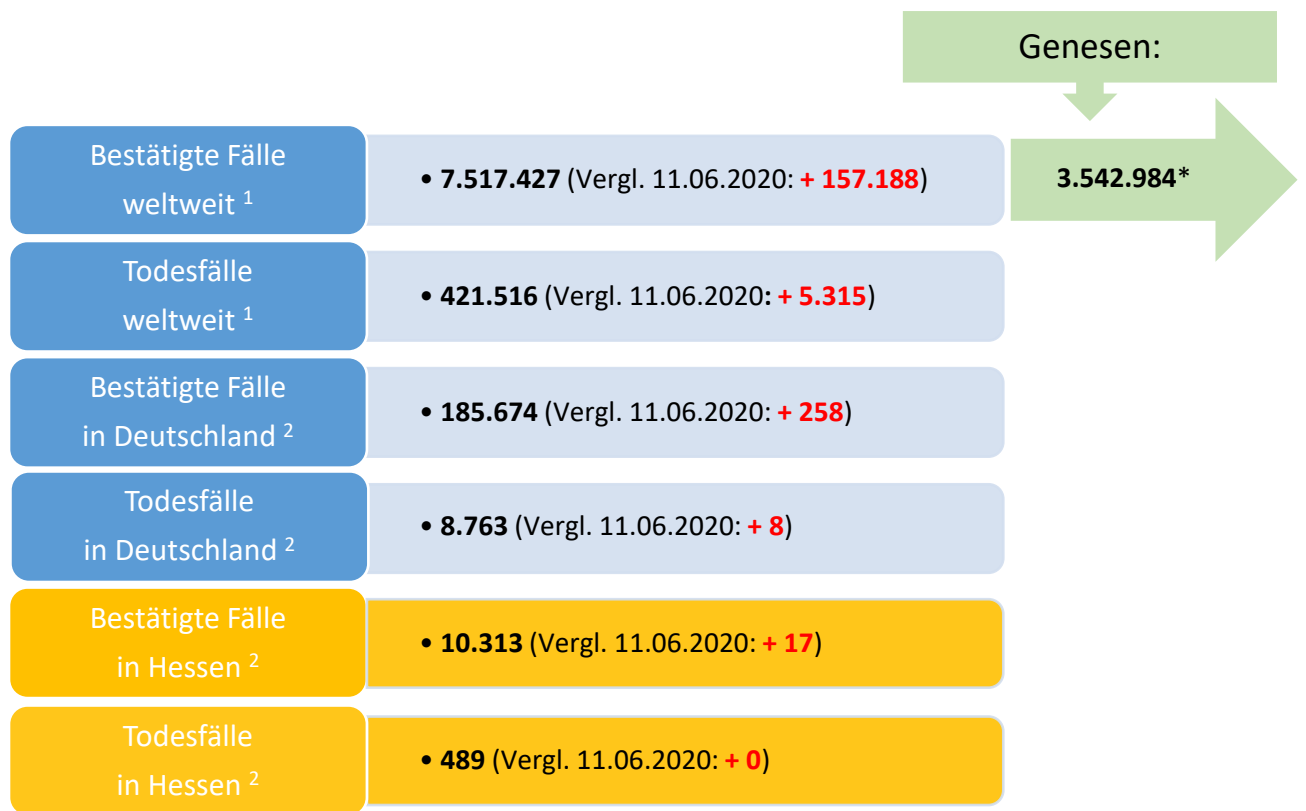 Genesen:
Bestätigte Fälle
weltweit ¹
• 7.517.427 (Vergl. 11.06.2020: + 157.188)
3.542.984*
Todesfälle
weltweit ¹
• 421.516 (Vergl. 11.06.2020: + 5.315)
Bestätigte Fälle
in Deutschland ²
• 185.674 (Vergl. 11.06.2020: + 258)
Todesfälle
in Deutschland ²
• 8.763 (Vergl. 11.06.2020: + 8)
Bestätigte Fälle
in Hessen ²
• 10.313 (Vergl. 11.06.2020: + 17)
Todesfälle
in Hessen ²
• 489 (Vergl. 11.06.2020: + 0)